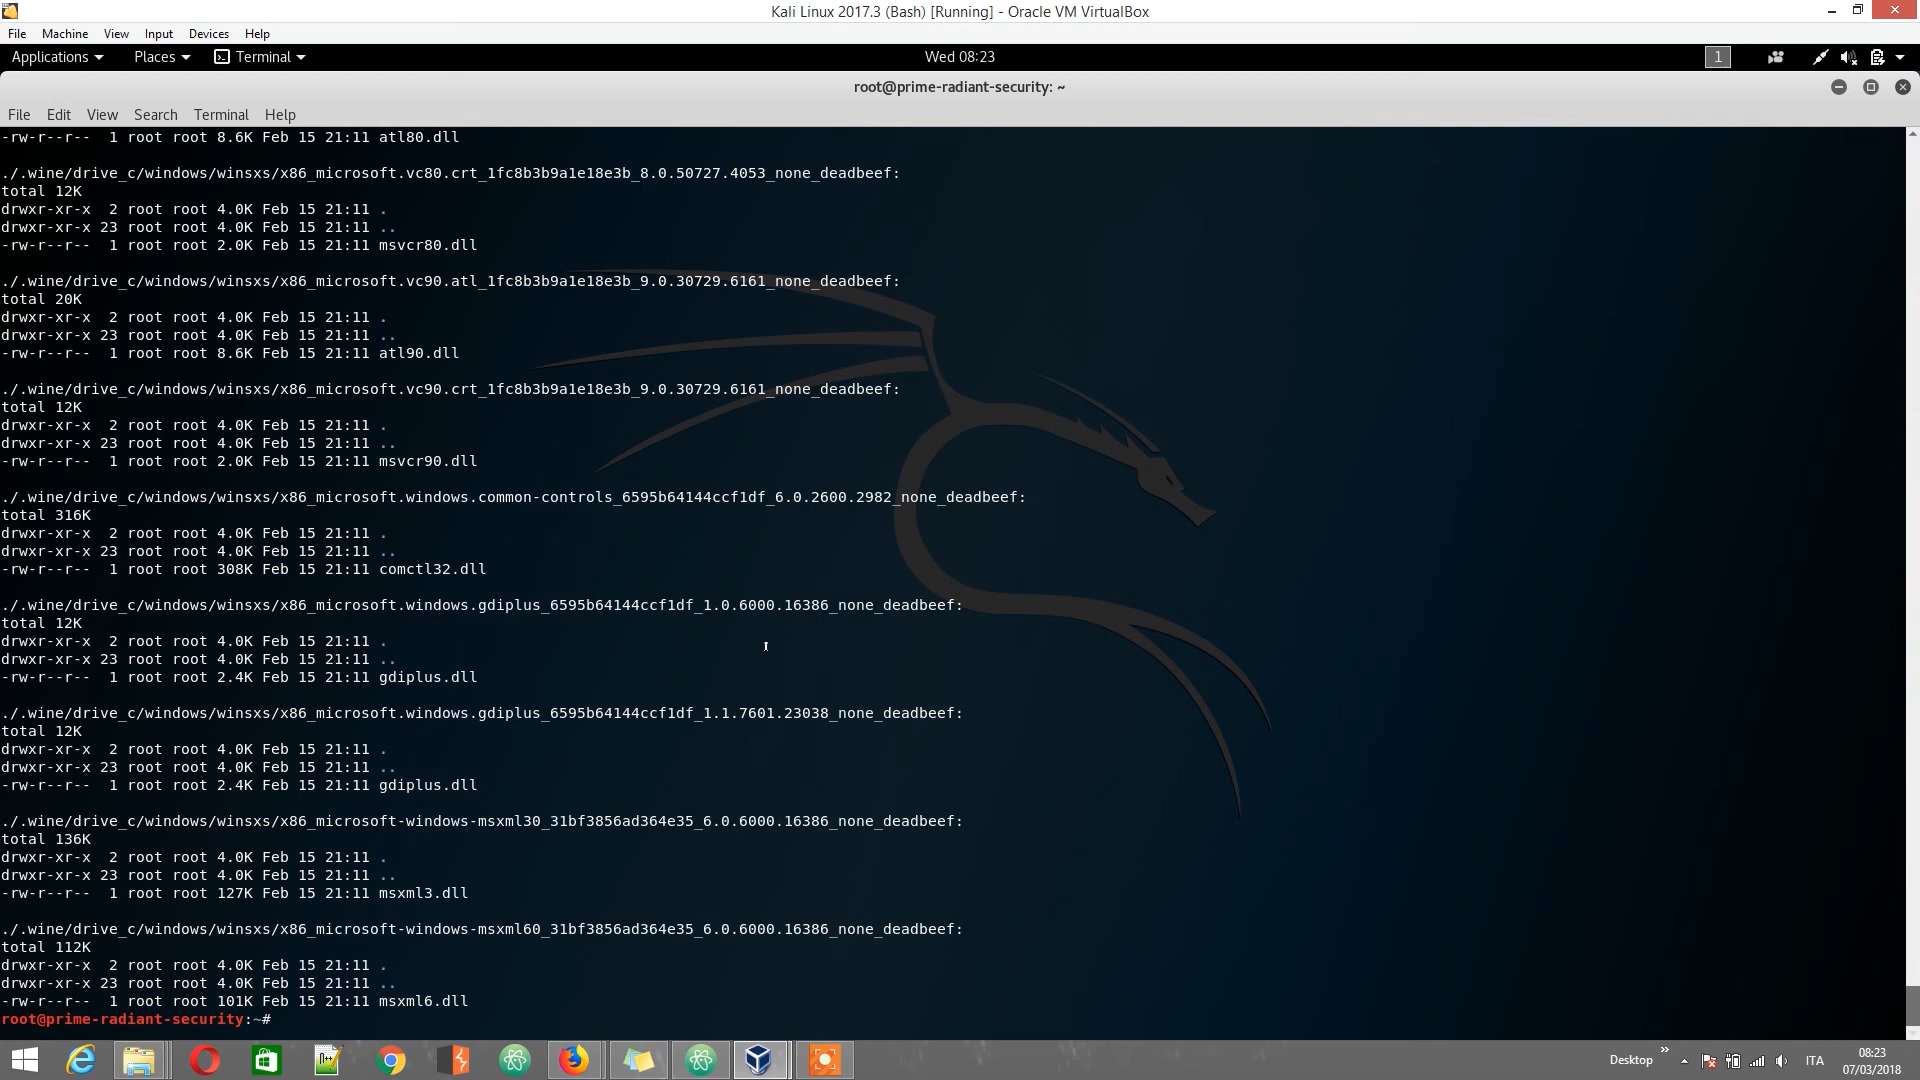 Kali Linux 2017.3 (Bash) [Running] - Oracle VM VirtualBox
File Machine View Input Devices Help
Applications Places Terminal Wed 08:23 1
root@prime-radiant-security: ~
File Edit View Search Terminal Help
-rw-r--r--  1 root root 8.6K Feb 15 21:11 atl80.dll
./.wine/drive_c/windows/winsxs/x86_microsoft.vc80.crt_1fc8b3b9a1e18e3b_8.0.50727.4053_none_deadbeef:
total 12K
drwxr-xr-x  2 root root 4.0K Feb 15 21:11 .
drwxr-xr-x 23 root root 4.0K Feb 15 21:11 ..
-rw-r--r--  1 root root 2.0K Feb 15 21:11 msvcr80.dll
./.wine/drive_c/windows/winsxs/x86_microsoft.vc90.atl_1fc8b3b9a1e18e3b_9.0.30729.6161_none_deadbeef:
total 20K
drwxr-xr-x  2 root root 4.0K Feb 15 21:11 .
drwxr-xr-x 23 root root 4.0K Feb 15 21:11 ..
-rw-r--r--  1 root root 8.6K Feb 15 21:11 atl90.dll
./.wine/drive_c/windows/winsxs/x86_microsoft.vc90.crt_1fc8b3b9a1e18e3b_9.0.30729.6161_none_deadbeef:
total 12K
drwxr-xr-x  2 root root 4.0K Feb 15 21:11 .
drwxr-xr-x 23 root root 4.0K Feb 15 21:11 ..
-rw-r--r--  1 root root 2.0K Feb 15 21:11 msvcr90.dll
./.wine/drive_c/windows/winsxs/x86_microsoft.windows.common-controls_6595b64144ccf1df_6.0.2600.2982_none_deadbeef:
total 316K
drwxr-xr-x  2 root root 4.0K Feb 15 21:11 .
drwxr-xr-x 23 root root 4.0K Feb 15 21:11 ..
-rw-r--r--  1 root root 308K Feb 15 21:11 comctl32.dll
./.wine/drive_c/windows/winsxs/x86_microsoft.windows.gdiplus_6595b64144ccf1df_1.0.6000.16386_none_deadbeef:
total 12K
drwxr-xr-x  2 root root 4.0K Feb 15 21:11 .
drwxr-xr-x 23 root root 4.0K Feb 15 21:11 ..
-rw-r--r--  1 root root 2.4K Feb 15 21:11 gdiplus.dll
./.wine/drive_c/windows/winsxs/x86_microsoft.windows.gdiplus_6595b64144ccf1df_1.1.7601.23038_none_deadbeef:
total 12K
drwxr-xr-x  2 root root 4.0K Feb 15 21:11 .
drwxr-xr-x 23 root root 4.0K Feb 15 21:11 ..
-rw-r--r--  1 root root 2.4K Feb 15 21:11 gdiplus.dll
./.wine/drive_c/windows/winsxs/x86_microsoft-windows-msxml30_31bf3856ad364e35_6.0.6000.16386_none_deadbeef:
total 136K
drwxr-xr-x  2 root root 4.0K Feb 15 21:11 .
drwxr-xr-x 23 root root 4.0K Feb 15 21:11 ..
-rw-r--r--  1 root root 127K Feb 15 21:11 msxml3.dll
./.wine/drive_c/windows/winsxs/x86_microsoft-windows-msxml60_31bf3856ad364e35_6.0.6000.16386_none_deadbeef:
total 112K
drwxr-xr-x  2 root root 4.0K Feb 15 21:11 .
drwxr-xr-x 23 root root 4.0K Feb 15 21:11 ..
-rw-r--r--  1 root root 101K Feb 15 21:11 msxml6.dll
root@prime-radiant-security:~#
Desktop ITA 08:23
07/03/2018